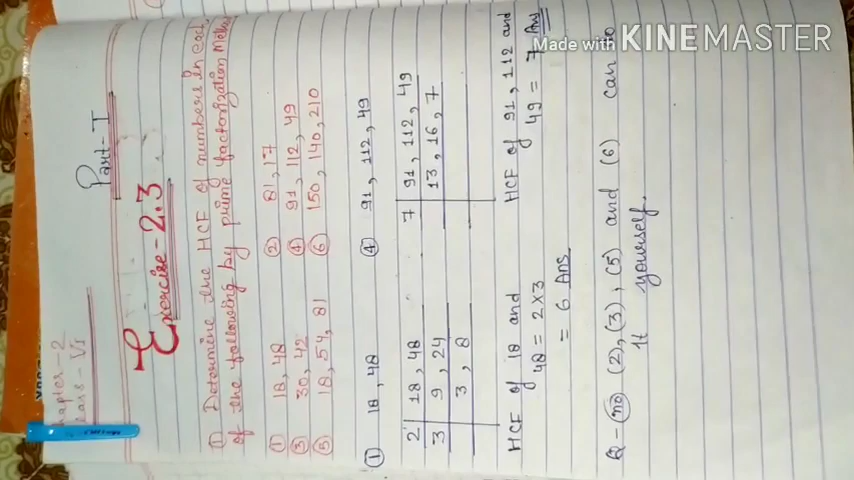 Chapter-2
Class-VI
Part-I
Exercise-2.3
① Determine the HCF of numbers in each
of the following by prime factorization Method
① 18, 48 ② 81, 17
③ 30, 42 ④ 91, 112, 49
⑤ 18, 54, 81 ⑥ 150, 140, 210
① 18, 48 ④ 91, 112, 49
2 18, 48 7 91, 112, 49
3 9, 24 13, 16, 7
3, 8
HCF of 18 and HCF of 91, 112 and
48 = 2×3 49 = 7 Ans
= 6 Ans
Q-no (2), (3), (5) and (6) can do
it yourself.
Made with KINEMASTER